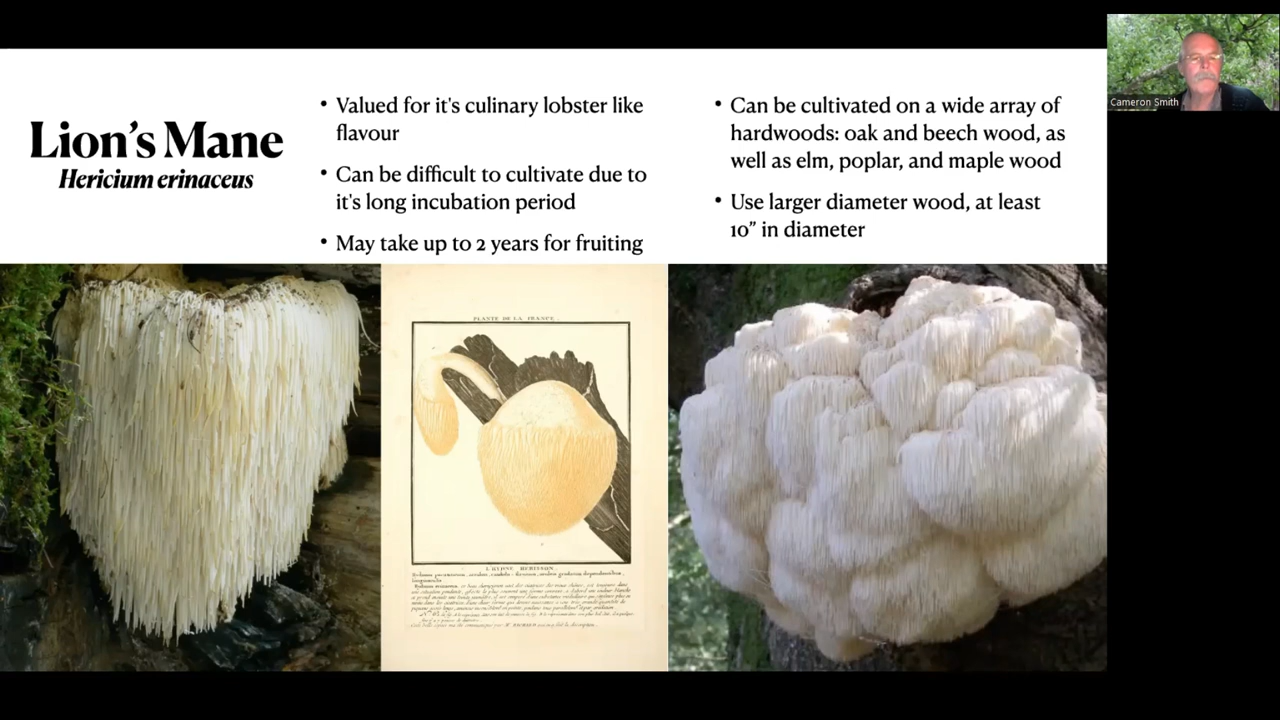 Lion's Mane
Hericium erinaceus
• Valued for it's culinary lobster like
flavour
• Can be difficult to cultivate due to
it's long incubation period
• May take up to 2 years for fruiting
• Can be cultivated on a wide array of
hardwoods: oak and beech wood, as
well as elm, poplar, and maple wood
• Use larger diameter wood, at least
10" in diameter
Cameron Smith
PLANTE DE LA FRANCE.
L'HYDNE HERISSON.